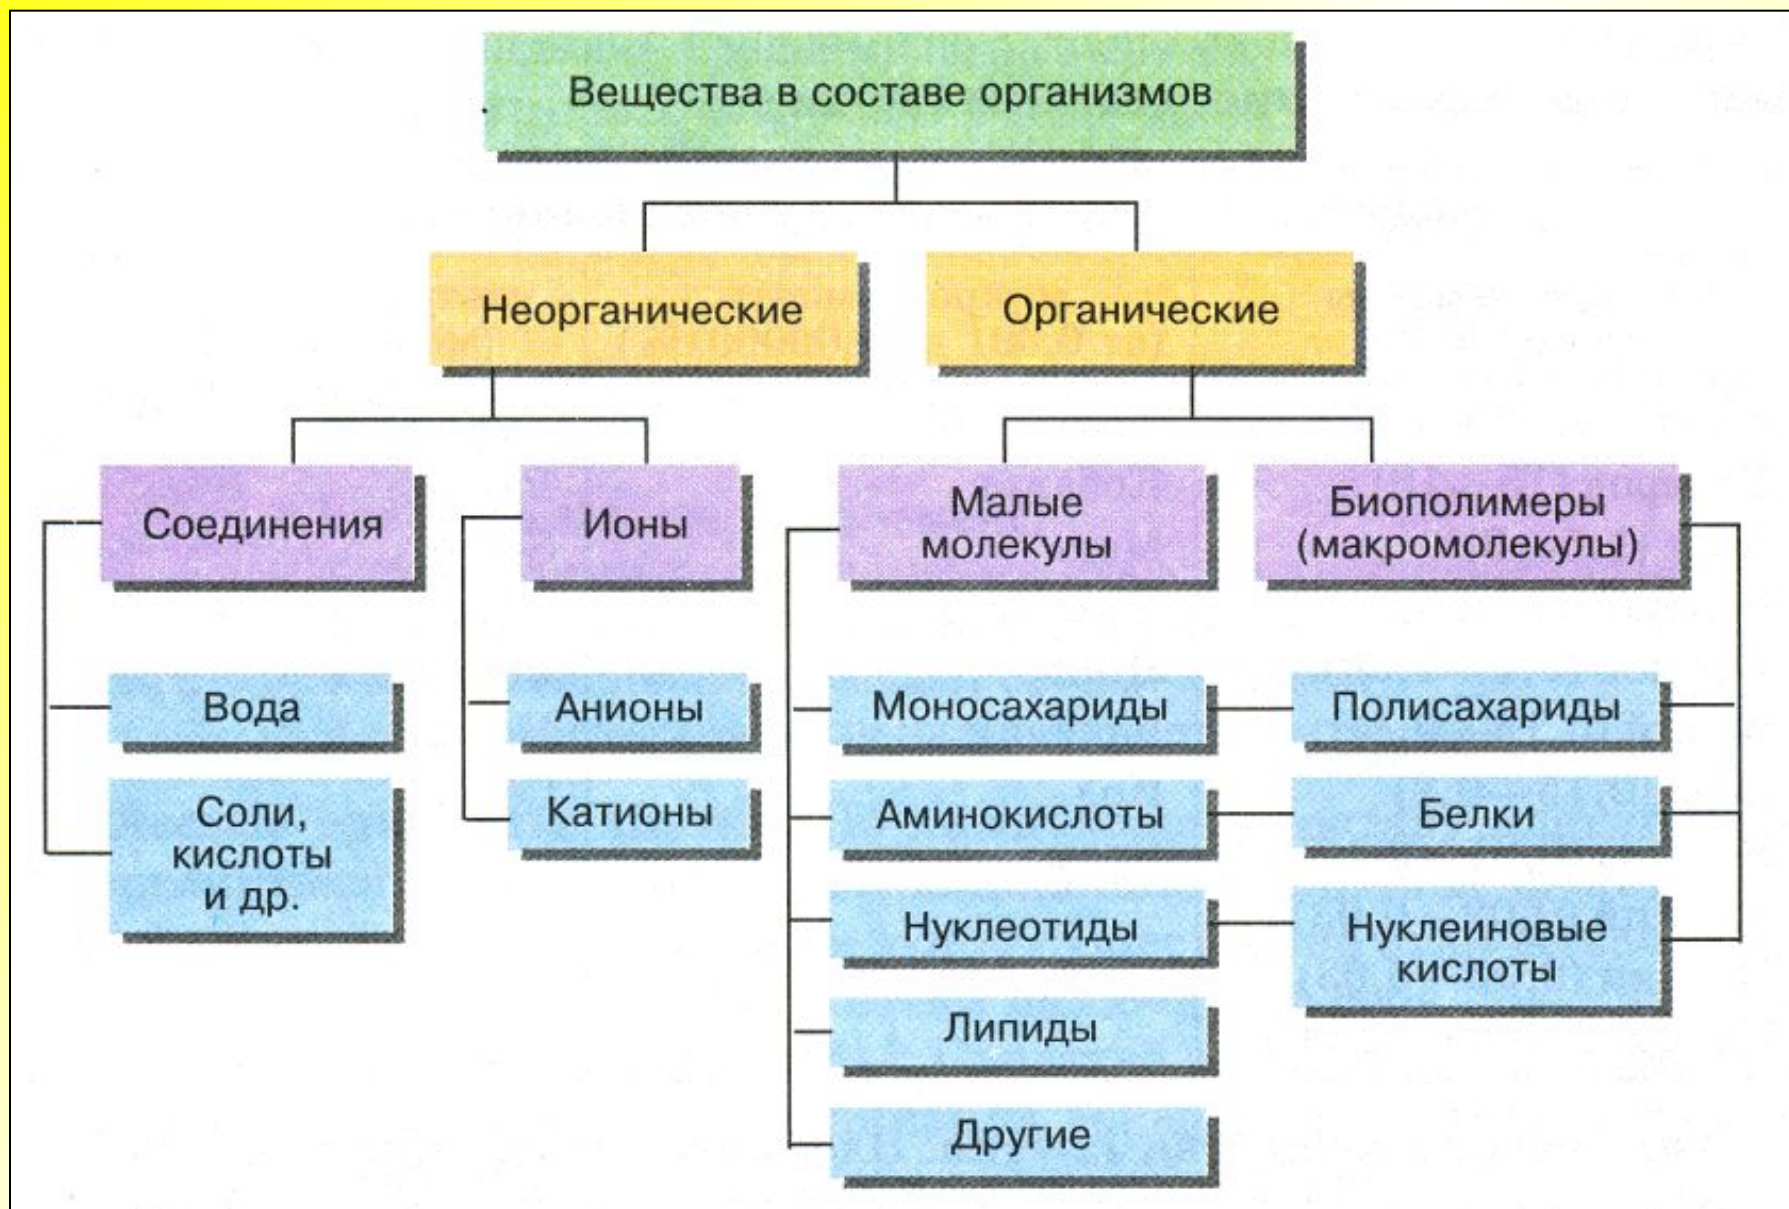 Вещества в составе организмов
Неорганические
Органические
Соединения
Ионы
Малые
молекулы
Биополимеры
(макромолекулы)
Вода
Анионы
Моносахариды
Полисахариды
Соли,
кислоты
и др.
Катионы
Аминокислоты
Белки
Нуклеотиды
Нуклеиновые
кислоты
Липиды
Другие